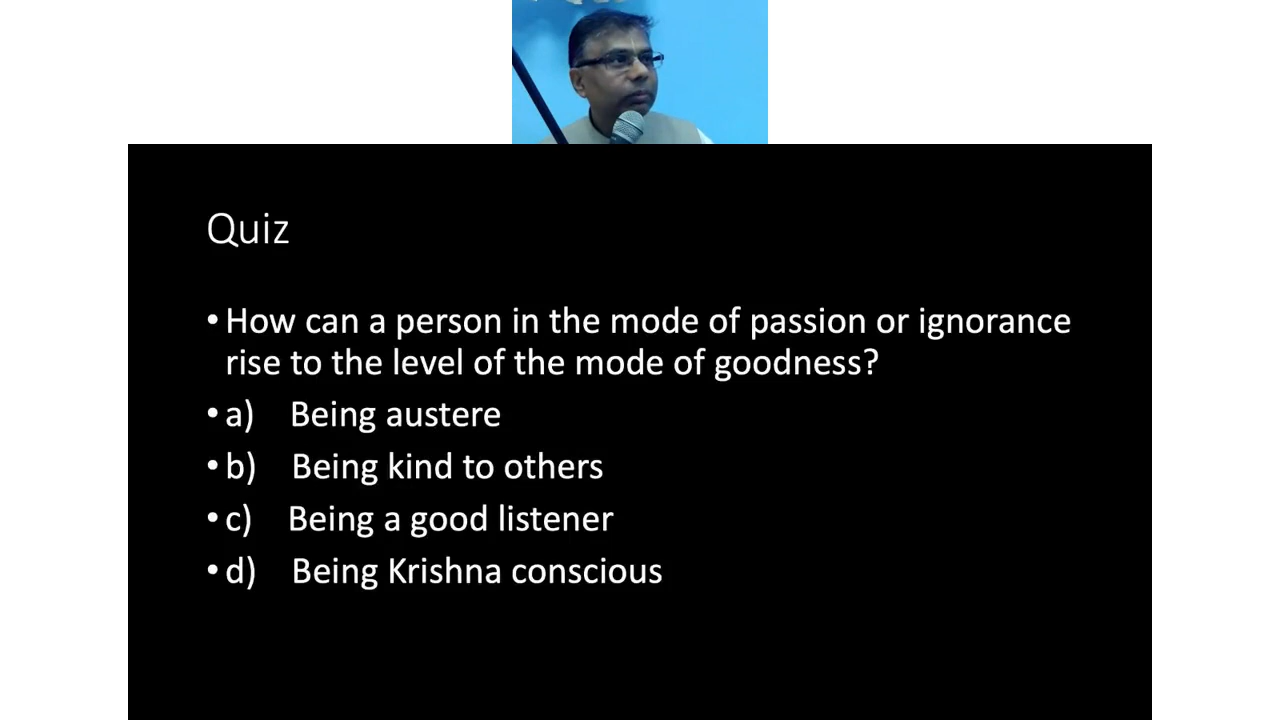 Quiz
• How can a person in the mode of passion or ignorance
rise to the level of the mode of goodness?
• a) Being austere
• b) Being kind to others
• c) Being a good listener
• d) Being Krishna conscious